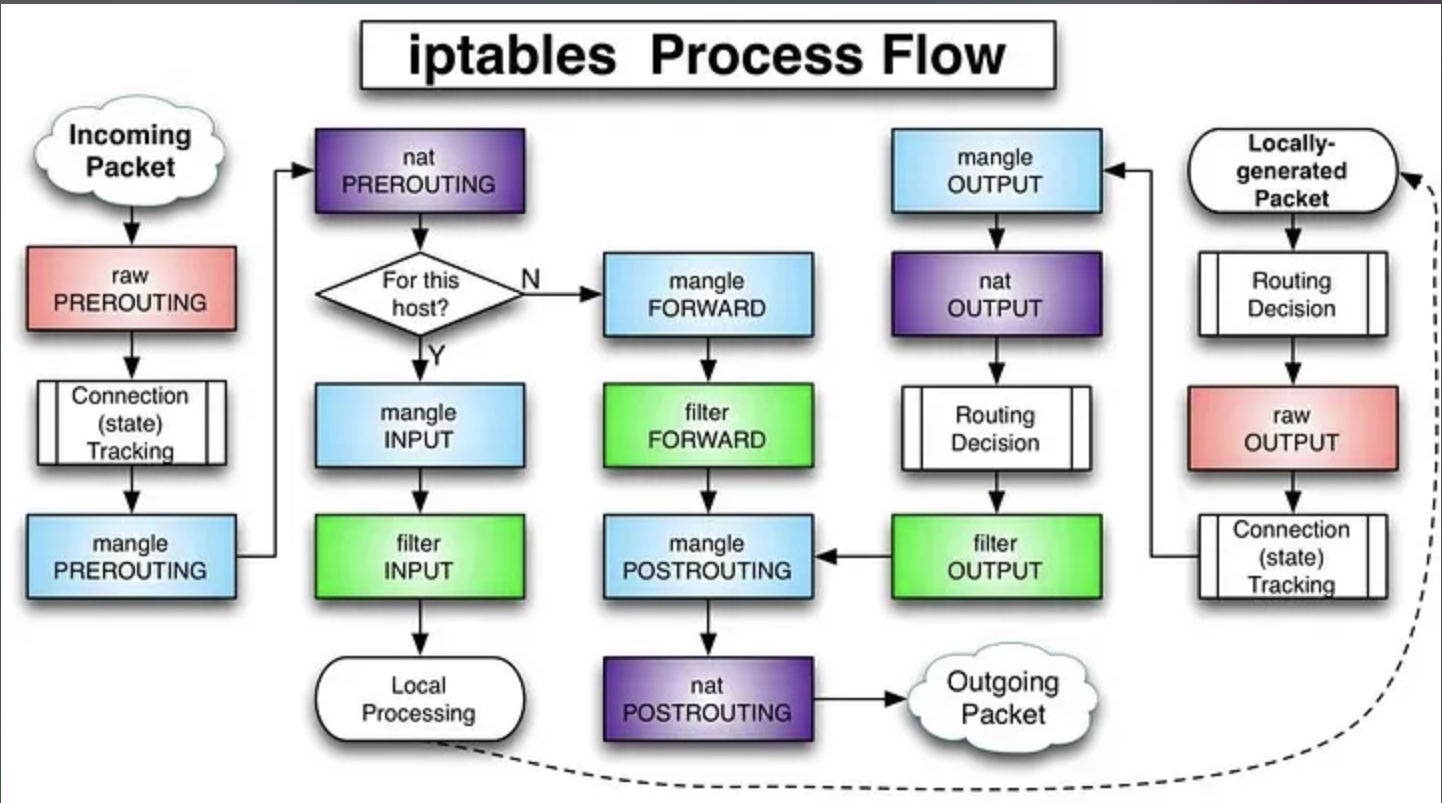 iptables  Process Flow
Incoming
Packet
raw
PREROUTING
Connection
(state)
Tracking
mangle
PREROUTING
nat
PREROUTING
For this
host?
N
Y
mangle
INPUT
filter
INPUT
Local
Processing
mangle
FORWARD
filter
FORWARD
mangle
POSTROUTING
nat
POSTROUTING
mangle
OUTPUT
nat
OUTPUT
Routing
Decision
filter
OUTPUT
Outgoing
Packet
Locally-
generated
Packet
Routing
Decision
raw
OUTPUT
Connection
(state)
Tracking